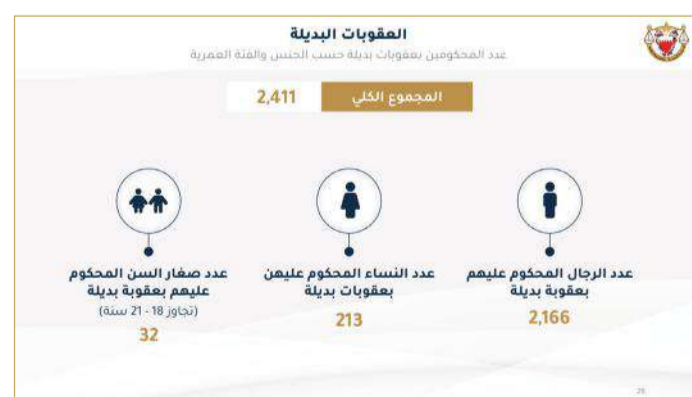 العقوبات البديلة
عدد المحكومين بعقوبات بديلة حسب الجنس والفئة العمرية
المجموع الكلي 2,411
عدد الرجال المحكوم عليهم
بعقوبة بديلة
2,166
عدد النساء المحكوم عليهن
بعقوبات بديلة
213
عدد صغار السن المحكوم
عليهم بعقوبة بديلة
(تجاوز 18 - 21 سنة)
32
26